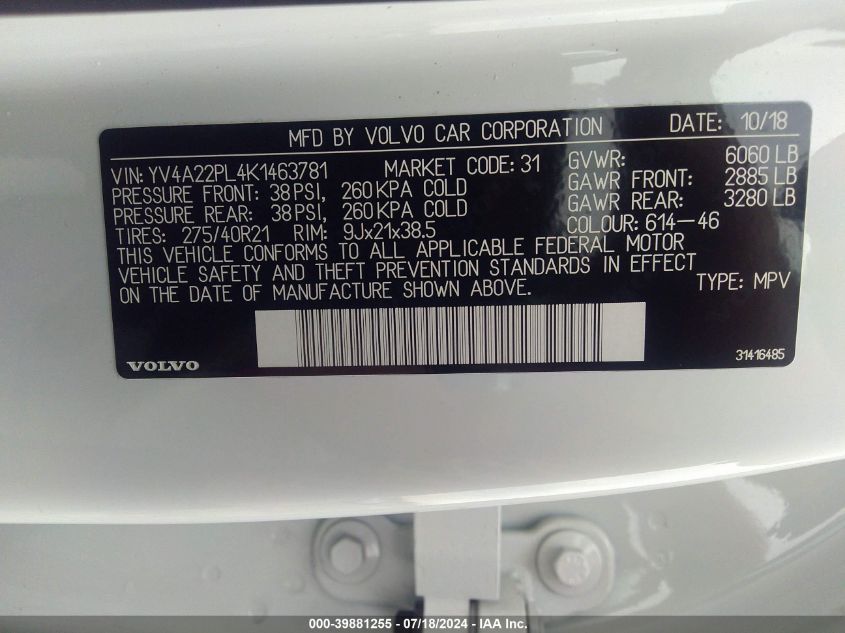 MFD BY VOLVO CAR CORPORATION DATE: 10/18
VIN: YV4A22PL4K1463781 MARKET CODE: 31 GVWR: 6060 LB
PRESSURE FRONT: 38 PSI, 260 KPA COLD GAWR FRONT: 2885 LB
PRESSURE REAR: 38 PSI, 260 KPA COLD GAWR REAR: 3280 LB
TIRES: 275/40R21 RIM: 9Jx21x38.5 COLOUR: 614-46
THIS VEHICLE CONFORMS TO ALL APPLICABLE FEDERAL MOTOR
VEHICLE SAFETY AND THEFT PREVENTION STANDARDS IN EFFECT
ON THE DATE OF MANUFACTURE SHOWN ABOVE. TYPE: MPV
VOLVO 31416485
000-39881255 - 07/18/2024 - IAA Inc.